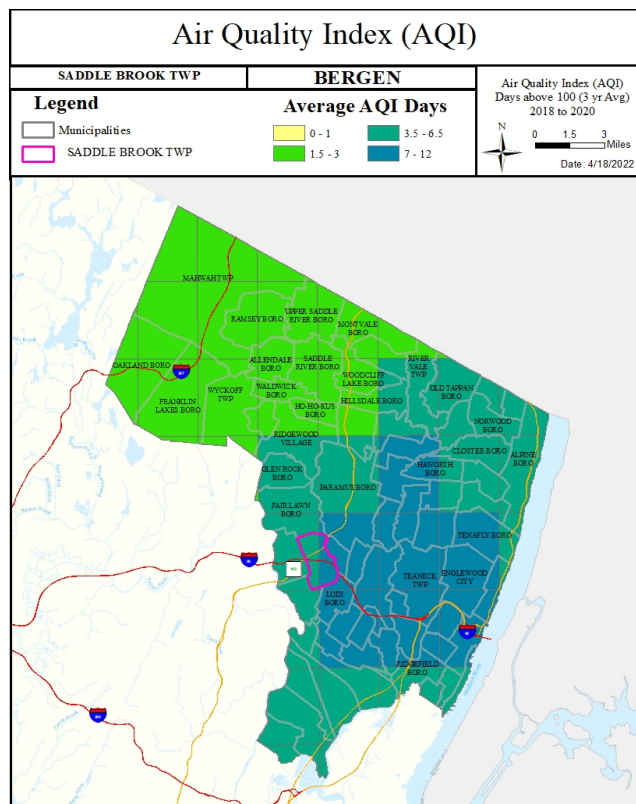 Air Quality Index (AQI)
SADDLE BROOK TWP
BERGEN
Air Quality Index (AQI)
Days above 100 (3 yr Avg)
2018 to 2020
N
0 1.5 3
Miles
Date: 4/18/2022
Legend
Municipalities
SADDLE BROOK TWP
Average AQI Days
0 - 1
1.5 - 3
3.5 - 6.5
7 - 12
MAHWAH TWP
RAMSEY BORO
UPPER SADDLE
RIVER BORO
MONTVALE
BORO
OAKLAND BORO
ALLENDALE
BORO
SADDLE
RIVER BORO
RIVER
VALE
TWP
FRANKLIN
LAKES BORO
WYCKOFF
TWP
WALDWICK
BORO
WOODCLIFF
LAKE BORO
OLD TAPPAN
BORO
HO-HO-KUS
BORO
HILLSDALE BORO
NORWOOD
BORO
RIDGEWOOD
VILLAGE
CLOSTER BORO
ALPINE
BORO
GLEN ROCK
BORO
HAWORTH
BORO
PARAMUS BORO
FAIR LAWN
BORO
TENAFLY BORO
TEANECK
TWP
ENGLEWOOD
CITY
LODI
BORO
RIDGEFIELD
BORO